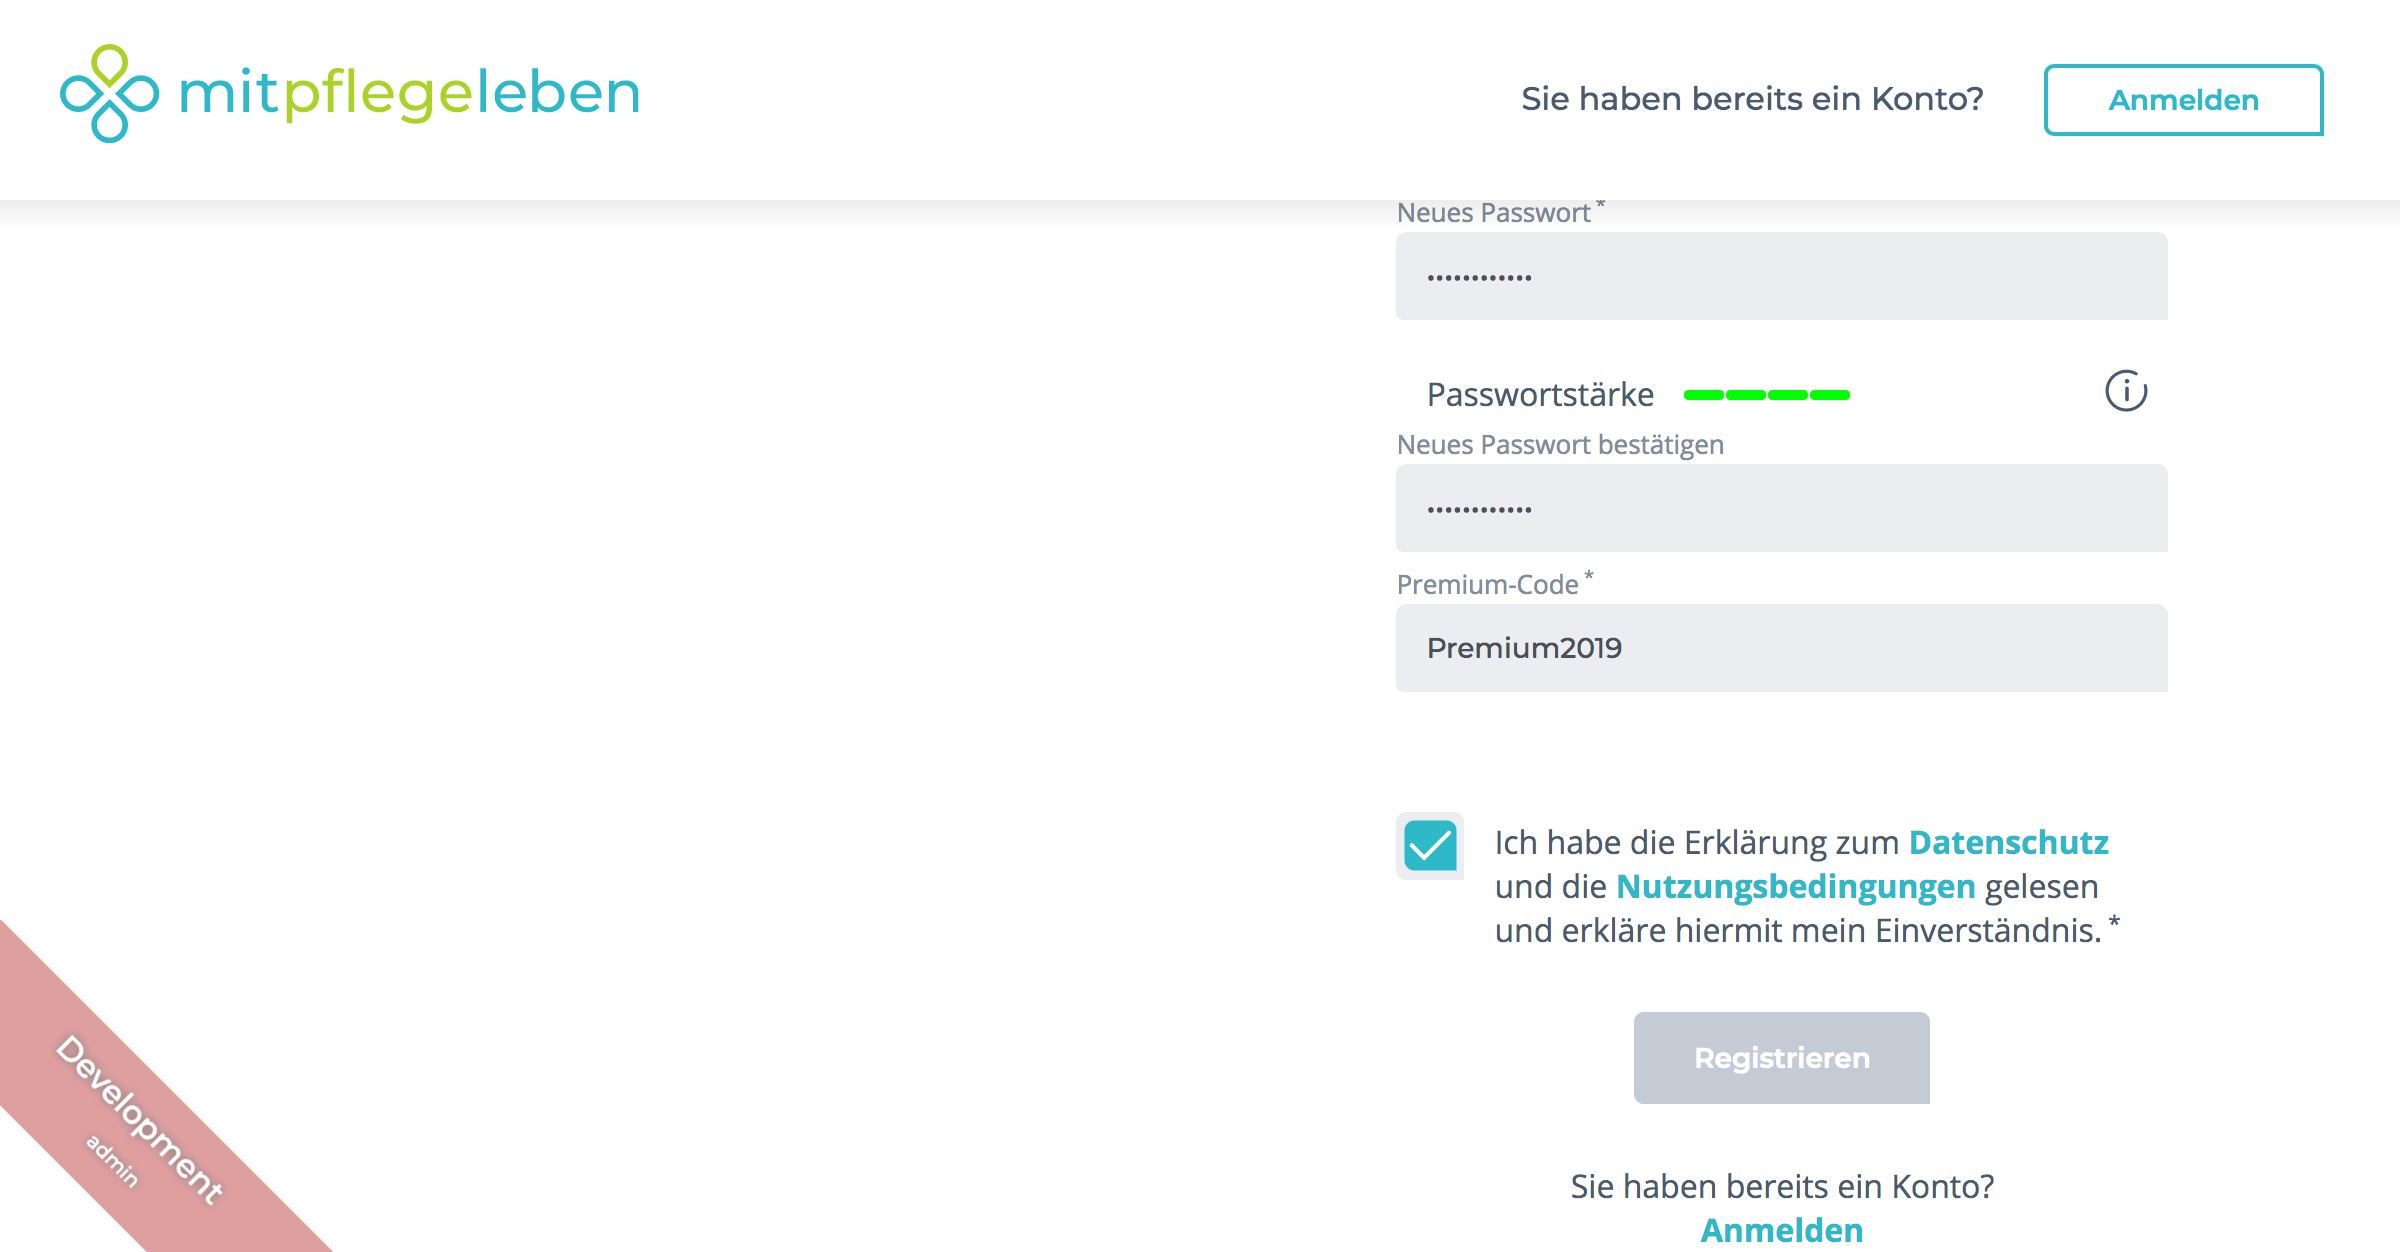 mitpflegeleben
Sie haben bereits ein Konto?
Anmelden
Neues Passwort *
••••••••••••
Passwortstärke
Neues Passwort bestätigen
••••••••••••
Premium-Code *
Premium2019
Ich habe die Erklärung zum Datenschutz
und die Nutzungsbedingungen gelesen
und erkläre hiermit mein Einverständnis. *
Registrieren
Sie haben bereits ein Konto?
Anmelden
Development
admin